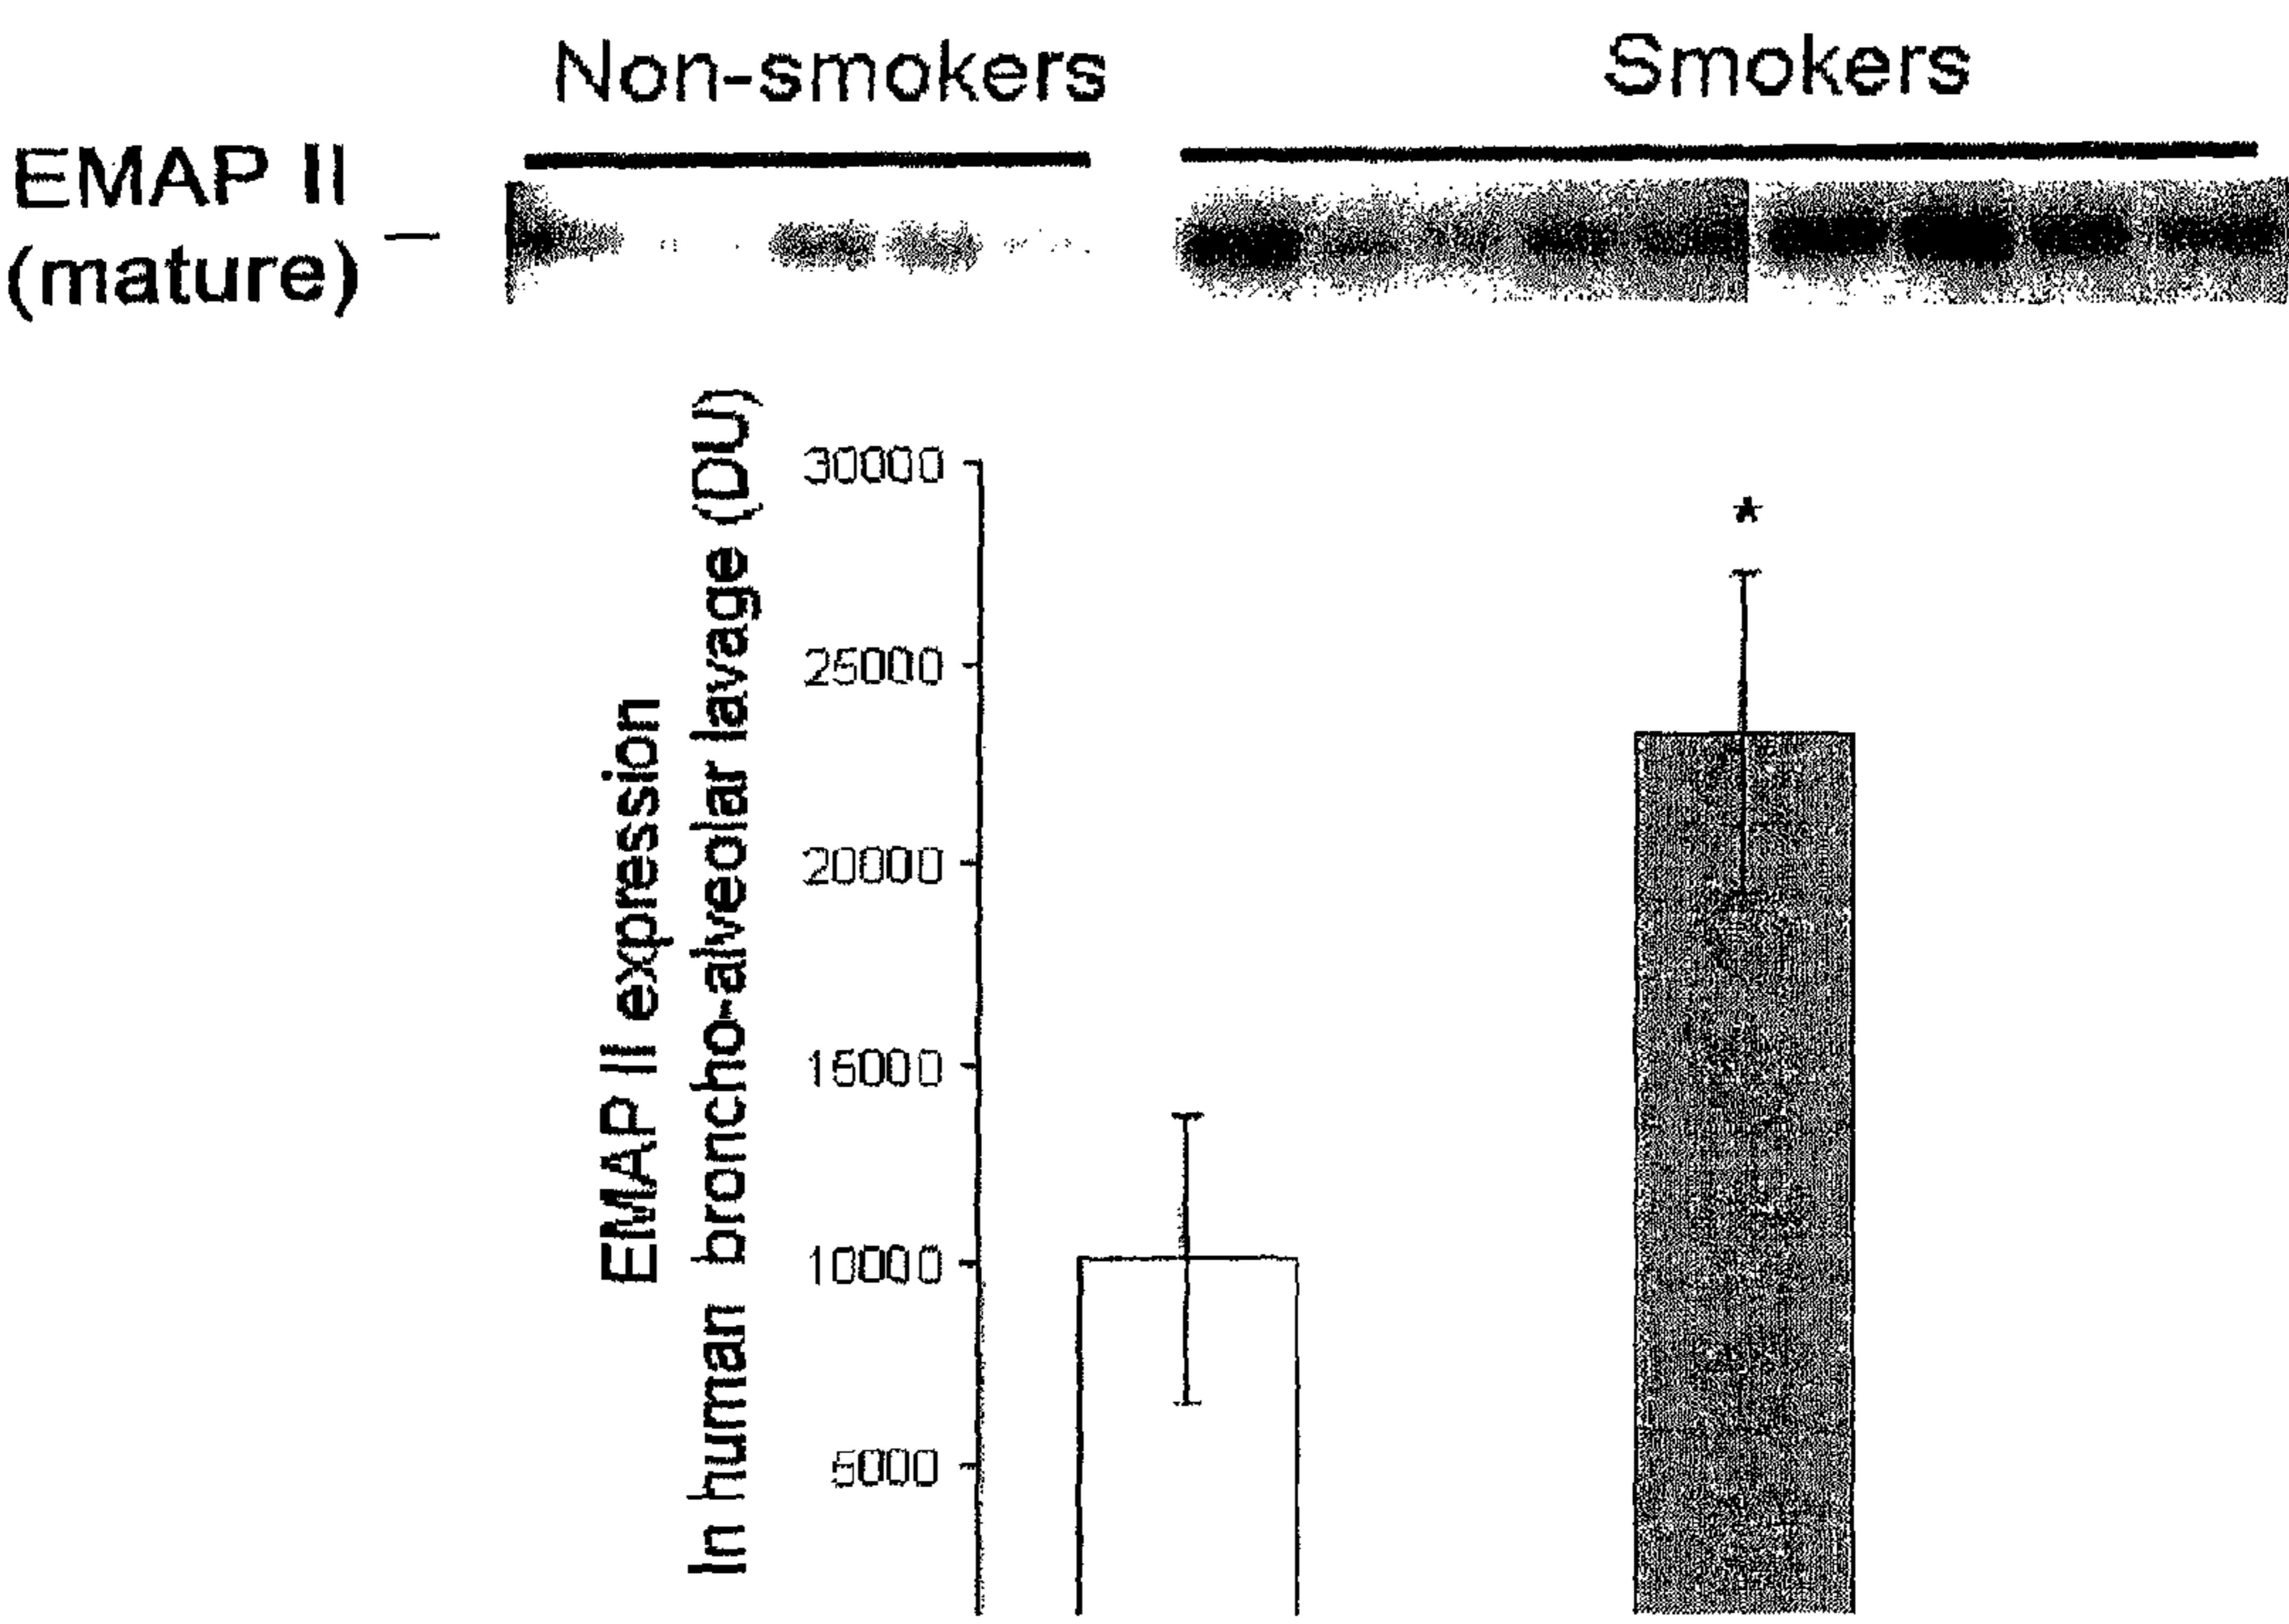 Non-smokers
Smokers
EMAP II
(mature)
EMAP II expression
In human broncho-alveolar lavage (DU)
30000
25000
20000
15000
10000
5000
*